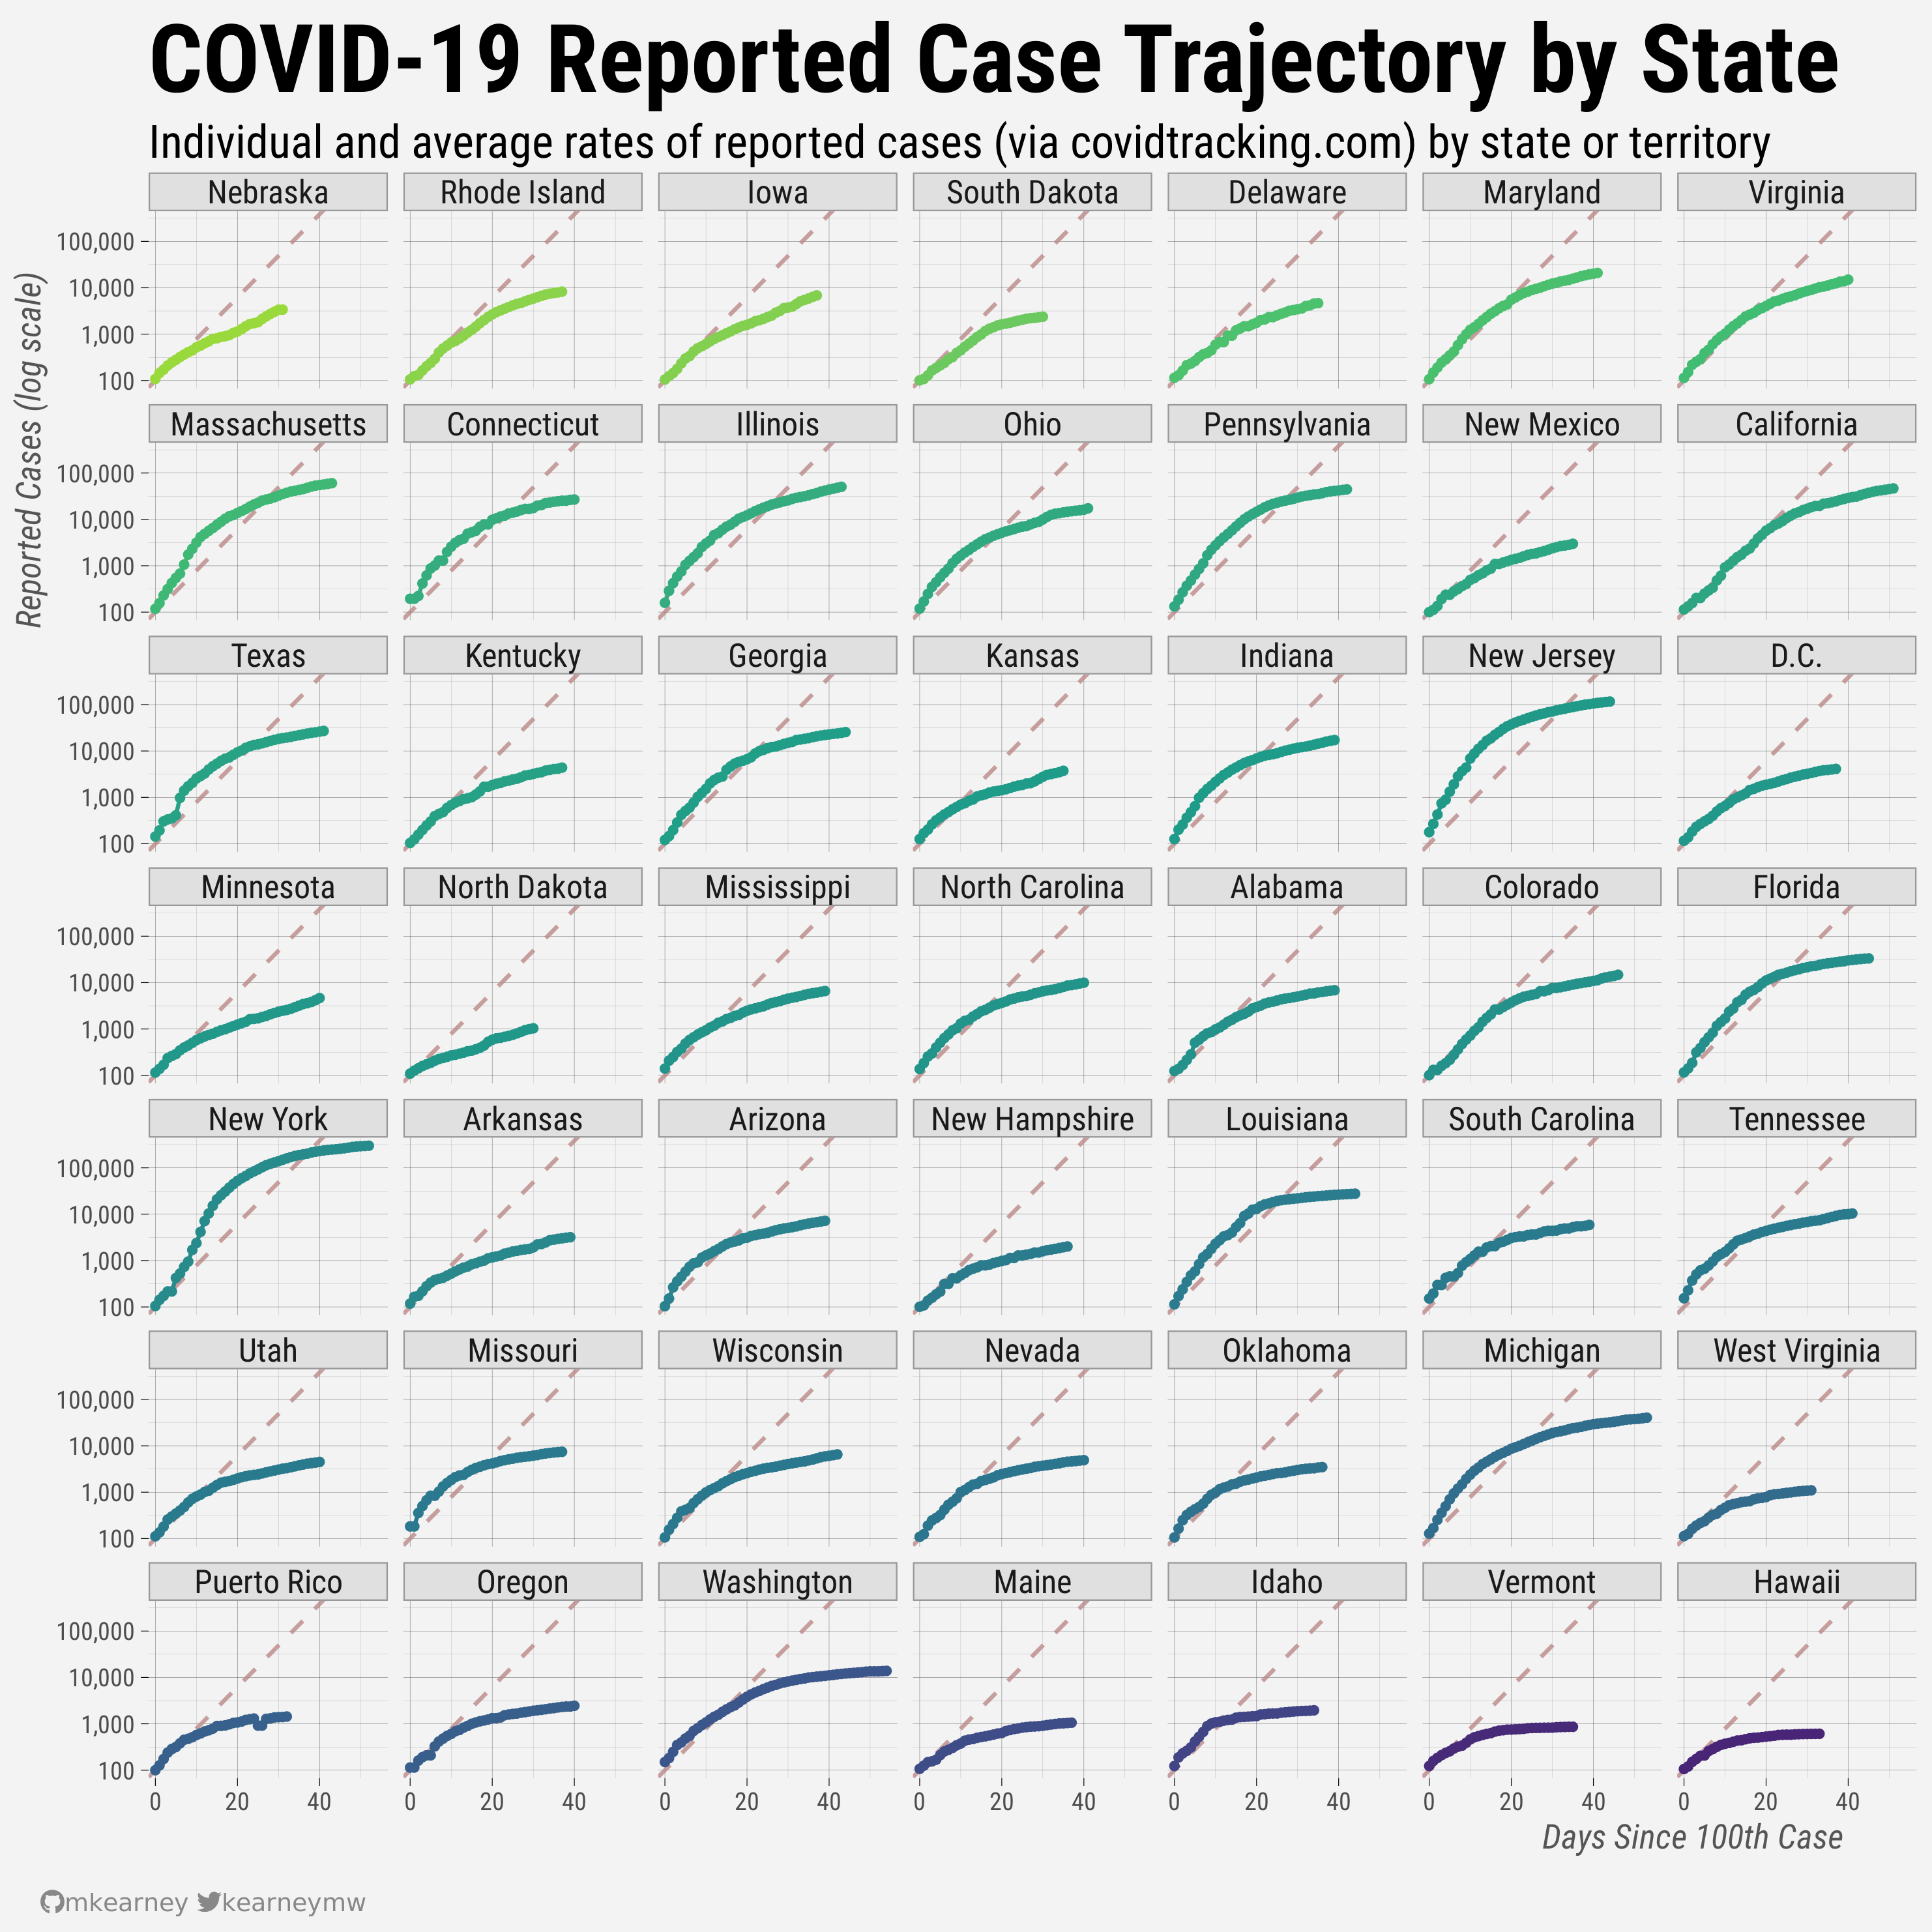 COVID-19 Reported Case Trajectory by State
Individual and average rates of reported cases (via covidtracking.com) by state or territory
Reported Cases (log scale)
Nebraska Rhode Island Iowa South Dakota Delaware Maryland Virginia
100,000
10,000
1,000
100
Massachusetts Connecticut Illinois Ohio Pennsylvania New Mexico California
100,000
10,000
1,000
100
Texas Kentucky Georgia Kansas Indiana New Jersey D.C.
100,000
10,000
1,000
100
Minnesota North Dakota Mississippi North Carolina Alabama Colorado Florida
100,000
10,000
1,000
100
New York Arkansas Arizona New Hampshire Louisiana South Carolina Tennessee
100,000
10,000
1,000
100
Utah Missouri Wisconsin Nevada Oklahoma Michigan West Virginia
100,000
10,000
1,000
100
Puerto Rico Oregon Washington Maine Idaho Vermont Hawaii
100,000
10,000
1,000
100
0 20 40 0 20 40 0 20 40 0 20 40 0 20 40 0 20 40 0 20 40
Days Since 100th Case
mkearney kearneymw